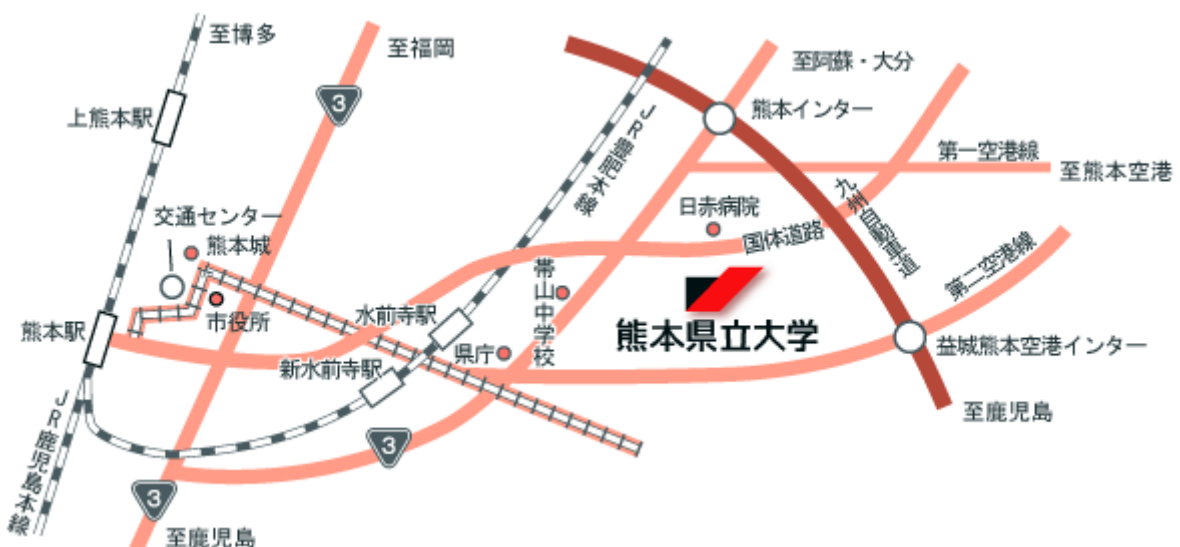 至博多
至福岡
至阿蘇・大分
3
上熊本駅
熊本インター
JR豊肥本線
第一空港線
至熊本空港
交通センター
熊本城
日赤病院
国体道路
九州自動車道
第二空港線
帯山中学校
市役所
水前寺駅
熊本駅
熊本県立大学
県庁
新水前寺駅
益城熊本空港インター
JR鹿児島本線
至鹿児島
3
3
至鹿児島